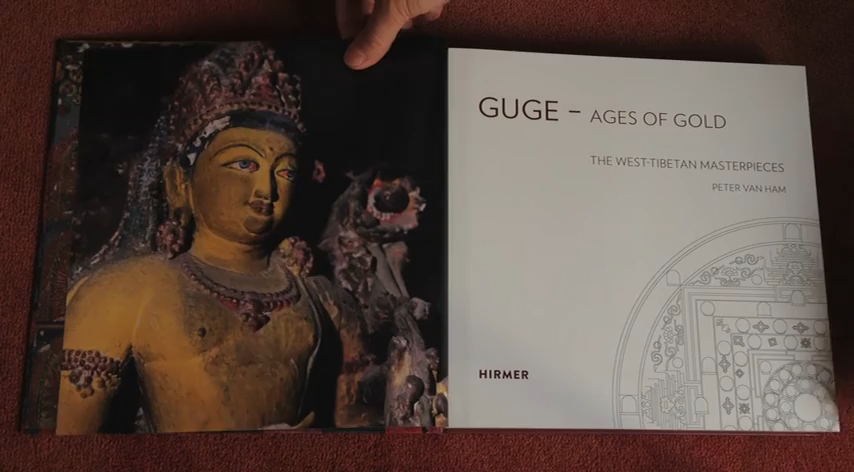 GUGE – AGES OF GOLD
THE WEST-TIBETAN MASTERPIECES
PETER VAN HAM
HIRMER